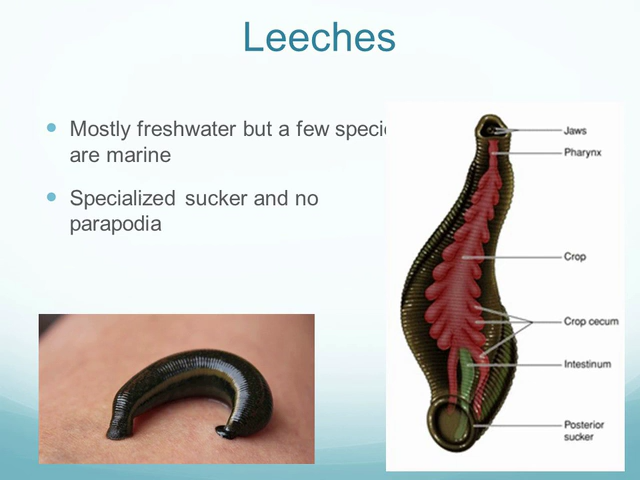 Leeches
Mostly freshwater but a few speci
are marine
Specialized sucker and no
parapodia
Jaws
Pharynx
Crop
Crop cecum
Intestinum
Posterior
sucker